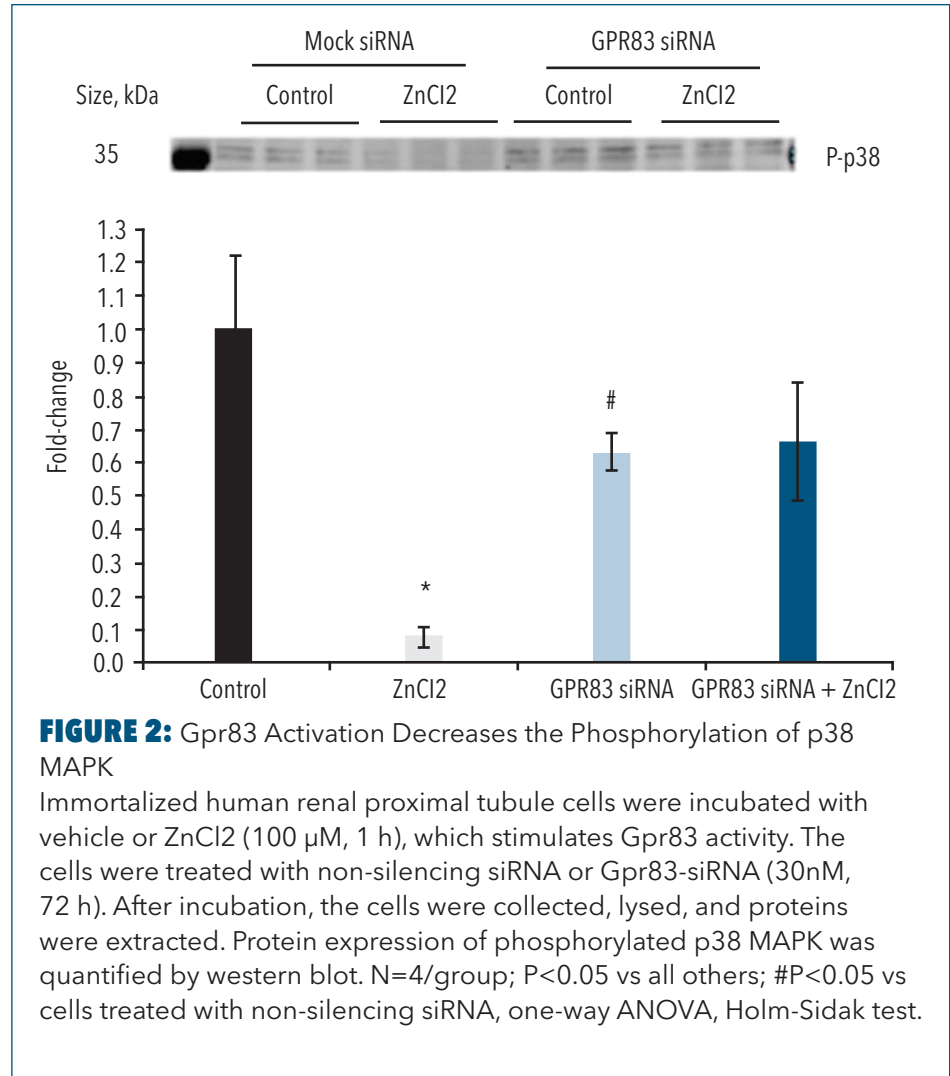 Mock siRNA GPR83 siRNA
Size, kDa Control ZnCl2 Control ZnCl2
35 P-p38
1.3
1.2
1.1
1.0
0.9
0.8
0.7
0.6
0.5
0.4
0.3
0.2
0.1
0.0
Fold-change
*
#
Control ZnCl2 GPR83 siRNA GPR83 siRNA + ZnCl2
FIGURE 2: Gpr83 Activation Decreases the Phosphorylation of p38
MAPK
Immortalized human renal proximal tubule cells were incubated with
vehicle or ZnCl2 (100 µM, 1 h), which stimulates Gpr83 activity. The
cells were treated with non-silencing siRNA or Gpr83-siRNA (30nM,
72 h). After incubation, the cells were collected, lysed, and proteins
were extracted. Protein expression of phosphorylated p38 MAPK was
quantified by western blot. N=4/group; P<0.05 vs all others; #P<0.05 vs
cells treated with non-silencing siRNA, one-way ANOVA, Holm-Sidak test.